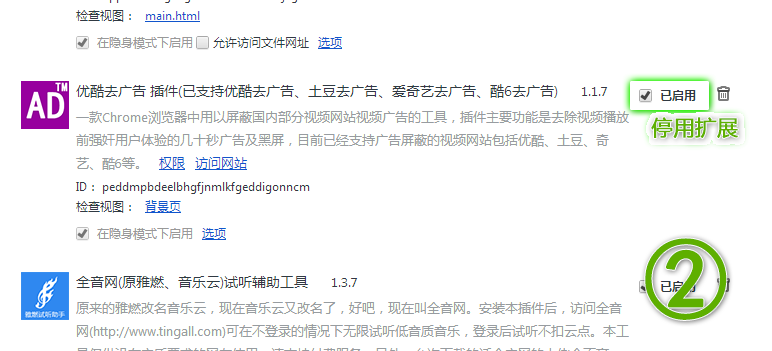 检查视图： main.html
在隐身模式下启用 允许访问文件网址 选项
AD TM
优酷去广告 插件(已支持优酷去广告、土豆去广告、爱奇艺去广告、酷6去广告) 1.1.7 已启用
停用扩展
一款Chrome浏览器中用以屏蔽国内部分视频网站视频广告的工具，插件主要功能是去除视频播放
前强奸用户体验的几十秒广告及黑屏，目前已经支持广告屏蔽的视频网站包括优酷、土豆、奇
艺、酷6等。 权限 访问网站
ID： peddmpbdeelbhgfjnmlkfgeddigonncm
检查视图： 背景页
在隐身模式下启用 选项
全音网(原雅燃、音乐云)试听辅助工具 1.3.7 已启用
②
雅燃试听助手
原来的雅燃改名音乐云，现在音乐云又改名了，好吧，现在叫全音网。安装本插件后，访问全音
网(http://www.tingall.com)可在不登录的情况下无限试听低音质音乐，登录后试听不扣云点。本工